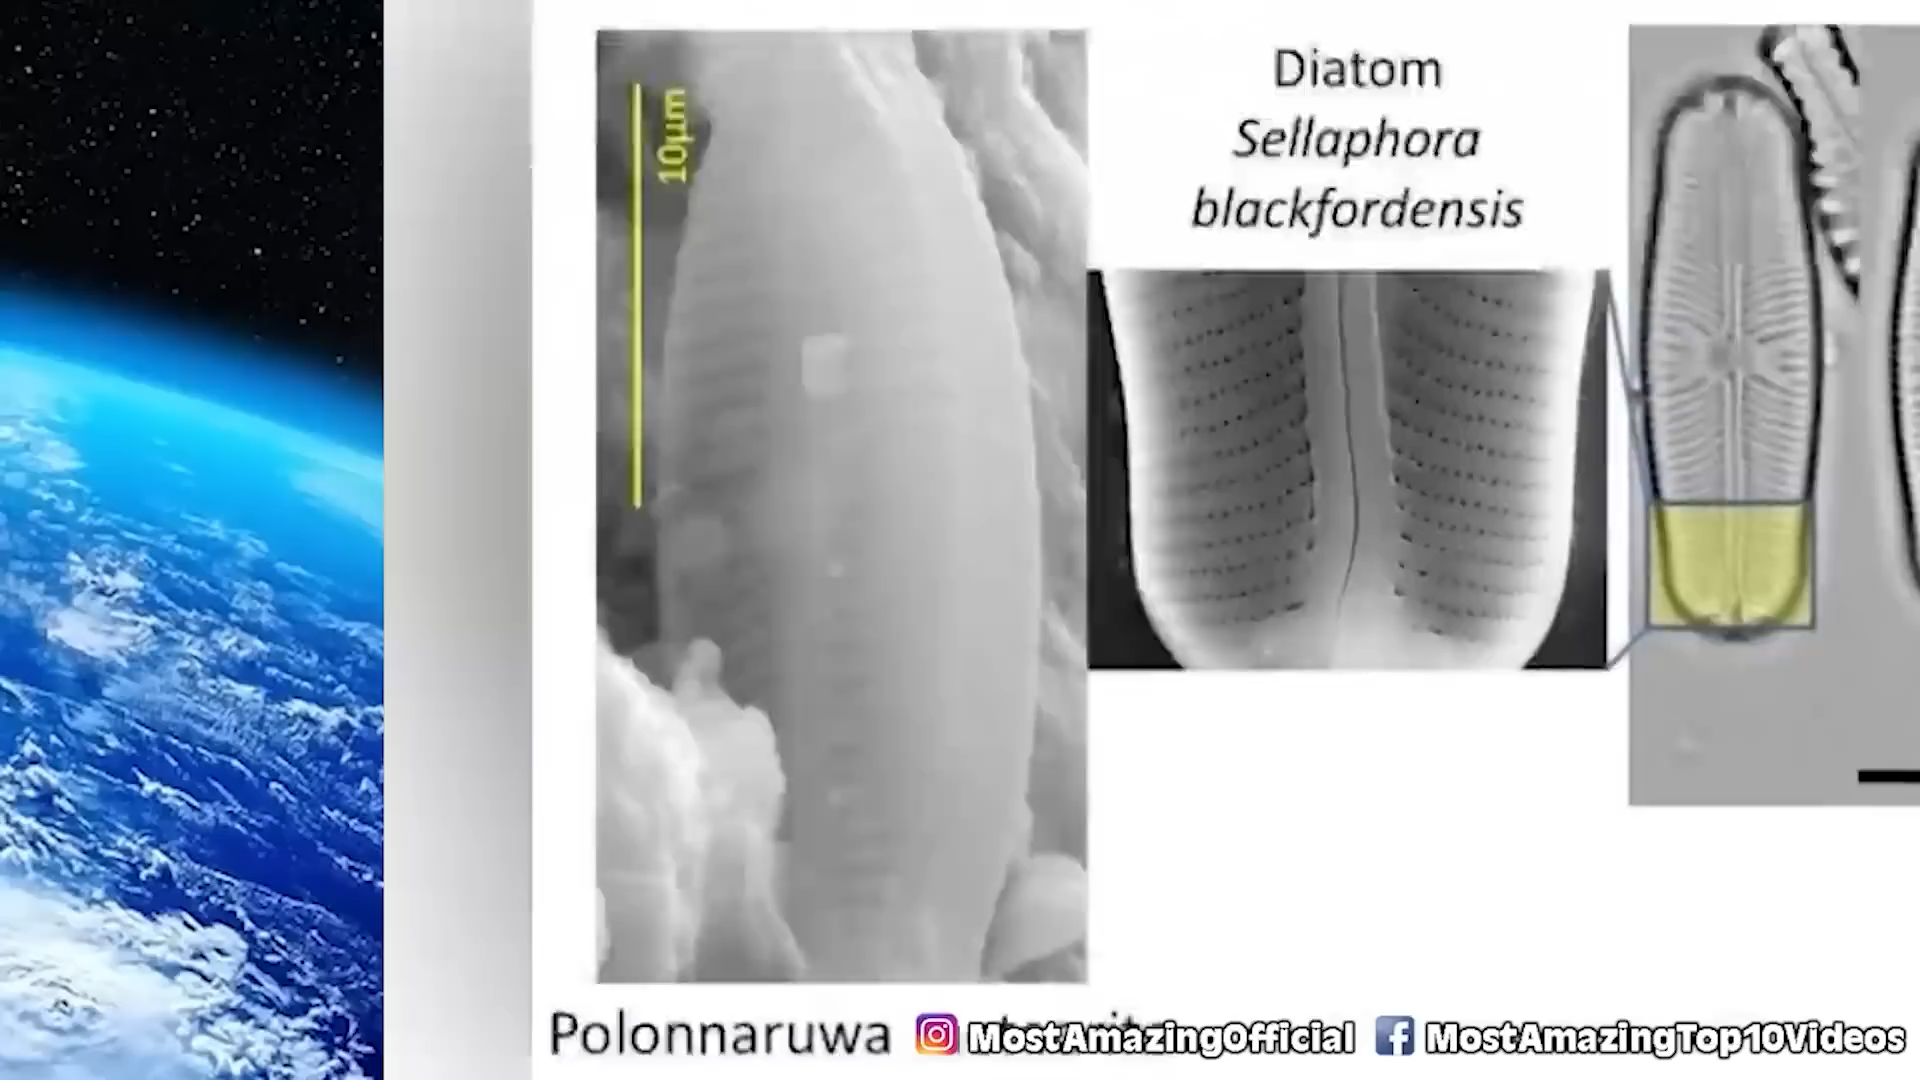 10µm
Diatom
Sellaphora
blackfordensis
Polonnaruwa
MostAmazingOfficial
MostAmazingTop10Videos